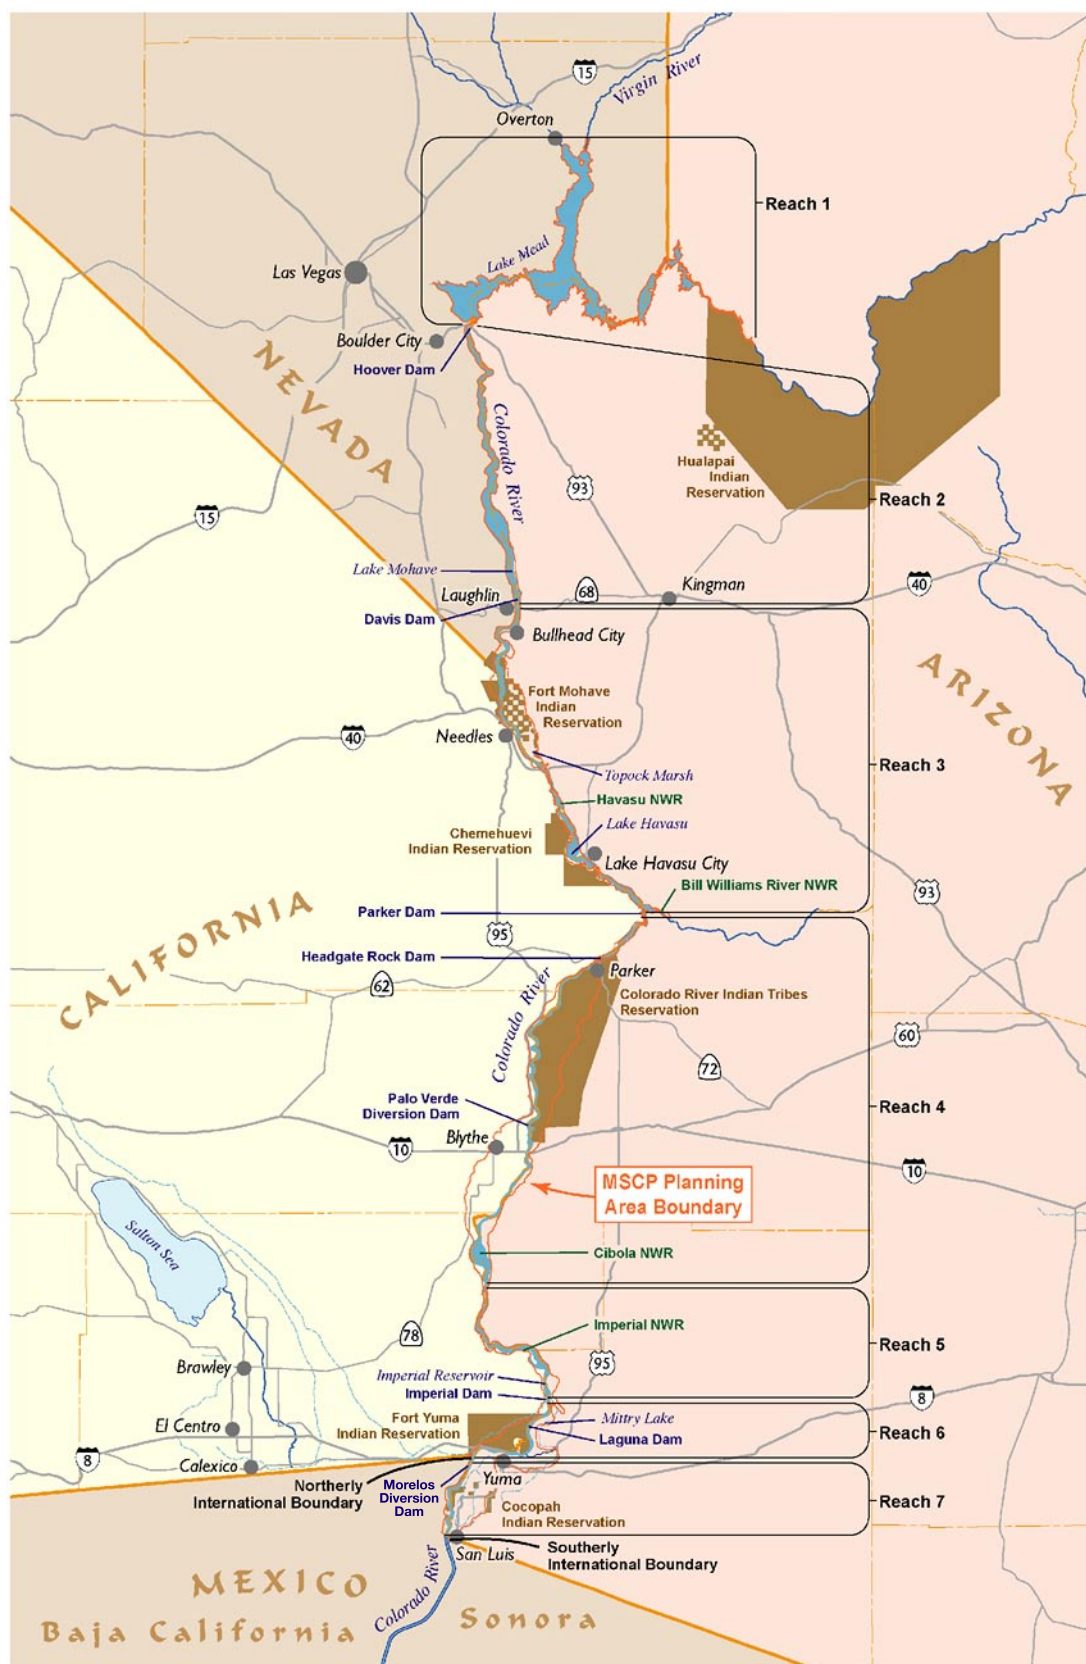 15
Virgin River
Overton
Reach 1
Lake Mead
Las Vegas
Boulder City
Hoover Dam
NEVADA
Colorado River
Hualapai
Indian
Reservation
93
Reach 2
15
Lake Mohave
Laughlin
68
Kingman
40
Davis Dam
Bullhead City
ARIZONA
Fort Mohave
Indian
Reservation
40
Needles
Topock Marsh
Reach 3
Havasu NWR
Lake Havasu
Chemehuevi
Indian Reservation
Lake Havasu City
Bill Williams River NWR
93
CALIFORNIA
Parker Dam
95
Headgate Rock Dam
Parker
62
Colorado River
Colorado River Indian Tribes
Reservation
60
72
Palo Verde
Diversion Dam
Reach 4
Blythe
10
10
MSCP Planning
Area Boundary
Salton Sea
Cibola NWR
78
Imperial NWR
Reach 5
95
Brawley
Imperial Reservoir
Imperial Dam
8
Fort Yuma
Indian Reservation
Mittry Lake
El Centro
Laguna Dam
Reach 6
8
Calexico
Northerly
International Boundary
Morelos
Diversion
Dam
Yuma
Reach 7
Cocopah
Indian Reservation
San Luis
Southerly
International Boundary
MEXICO
Colorado River
Baja California
Sonora